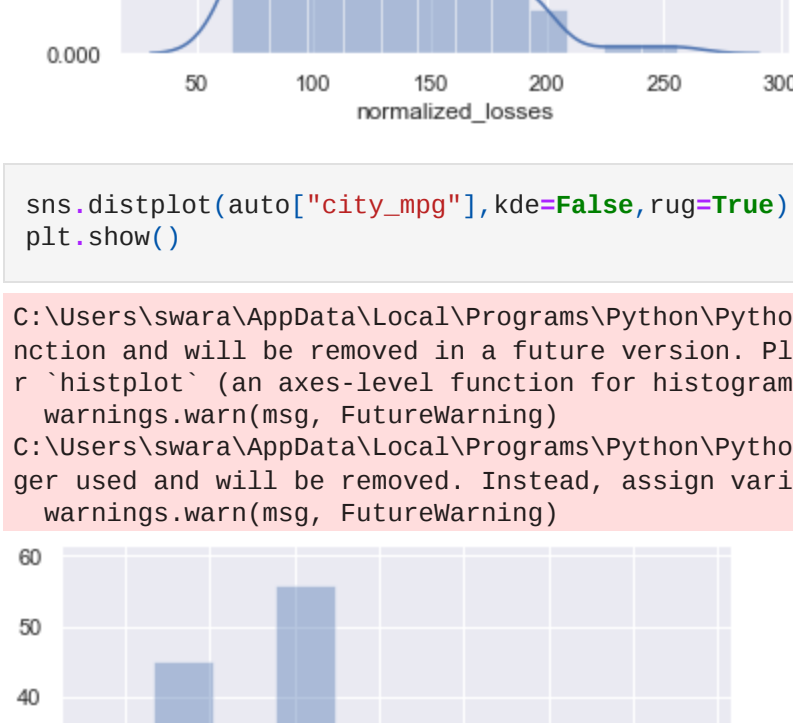 0.000
50 100 150 200 250 300
normalized_losses
sns.distplot(auto["city_mpg"],kde=False,rug=True)
plt.show()
C:\Users\swara\AppData\Local\Programs\Python\Pytho
nction and will be removed in a future version. Pl
r `histplot` (an axes-level function for histogram
warnings.warn(msg, FutureWarning)
C:\Users\swara\AppData\Local\Programs\Python\Pytho
ger used and will be removed. Instead, assign vari
warnings.warn(msg, FutureWarning)
60
50
40